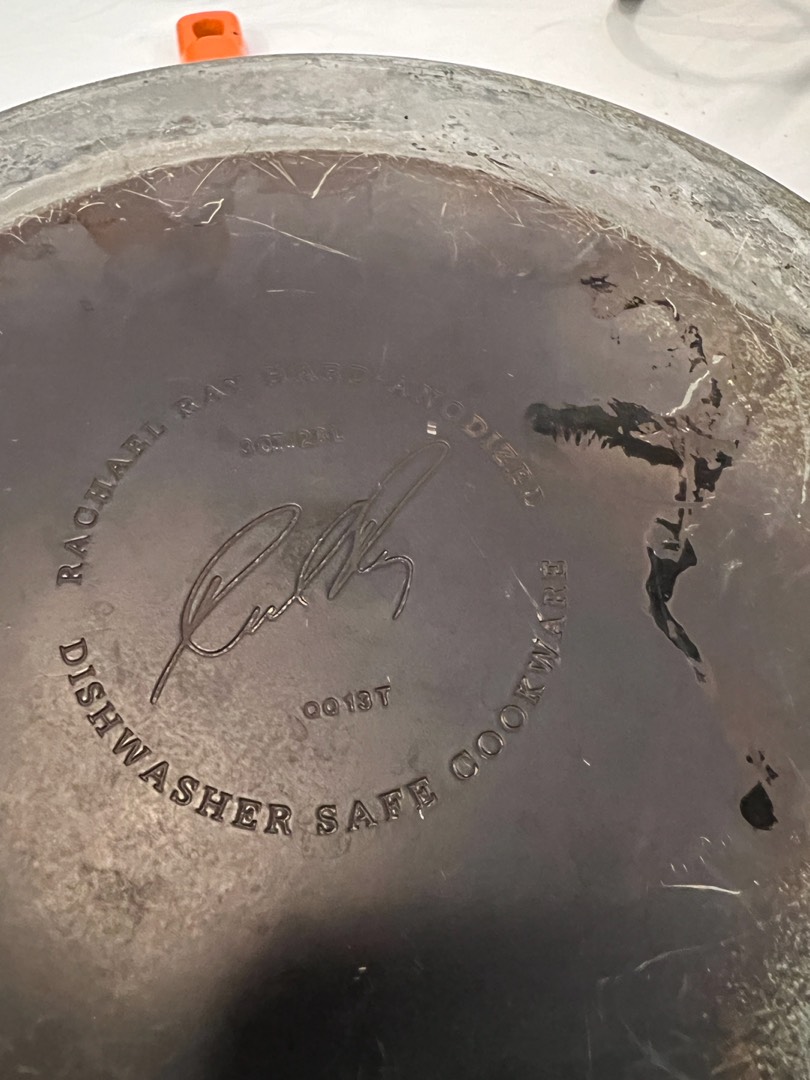 RACHAEL RAY HARD-ANODIZED
QQ13T
DISHWASHER SAFE COOKWARE